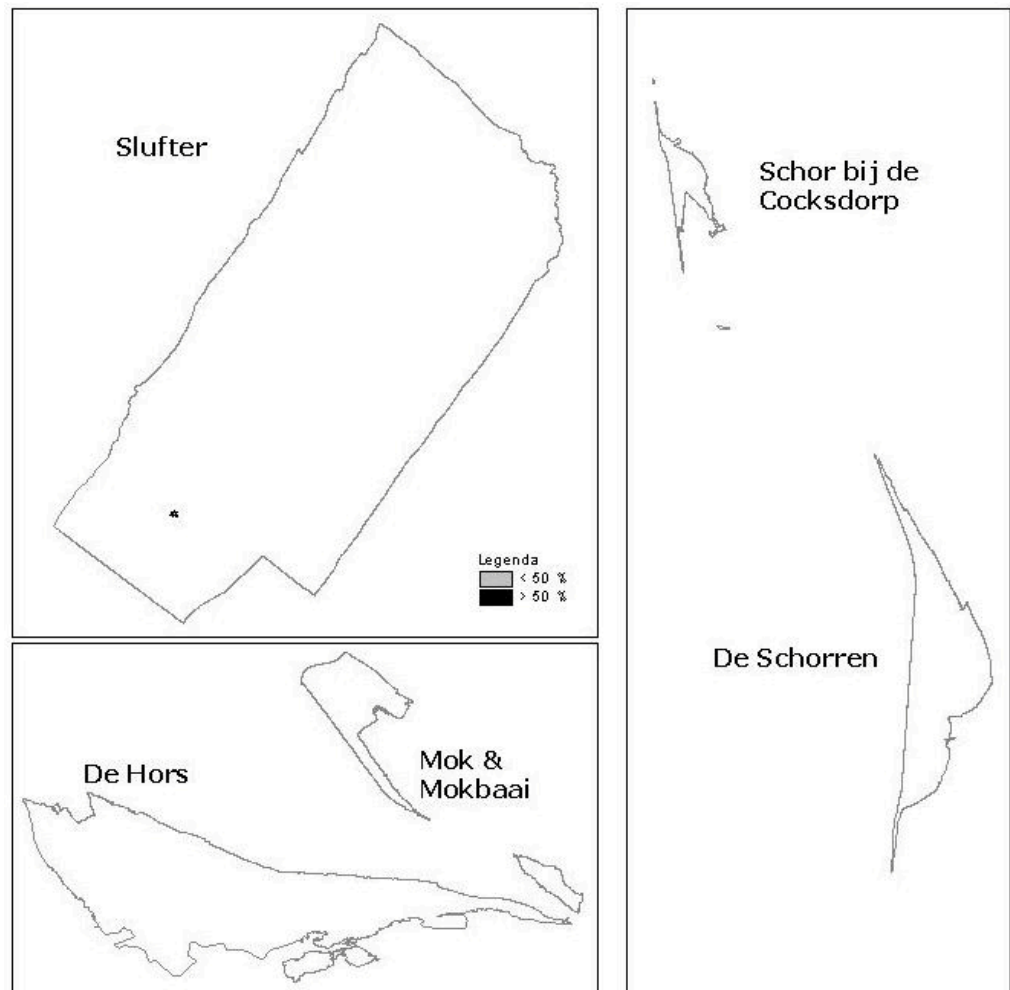 Slufter
Legenda
< 50 %
> 50 %
Schor bij de
Cocksdorp
De Schorren
De Hors
Mok &
Mokbaai